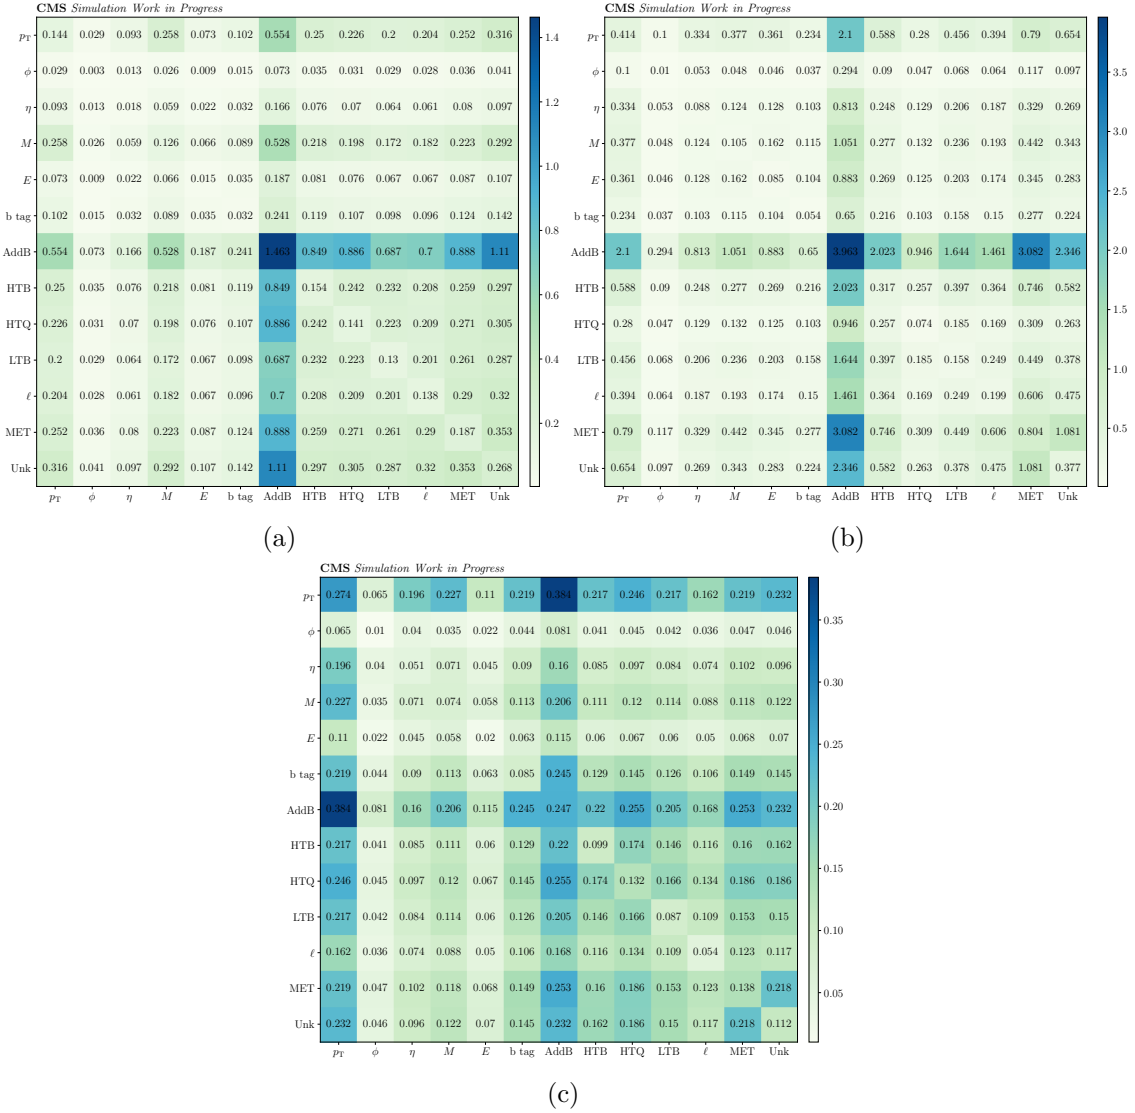 CMS Simulation Work in Progress
pT 0.144 0.029 0.093 0.258 0.073 0.102 0.554 0.25 0.226 0.2 0.204 0.252 0.316
ϕ 0.029 0.003 0.013 0.026 0.009 0.015 0.073 0.035 0.031 0.029 0.028 0.036 0.041
η 0.093 0.013 0.018 0.059 0.022 0.032 0.166 0.076 0.07 0.064 0.061 0.08 0.097
M 0.258 0.026 0.059 0.126 0.066 0.089 0.528 0.218 0.198 0.172 0.182 0.223 0.292
E 0.073 0.009 0.022 0.066 0.015 0.035 0.187 0.081 0.076 0.067 0.067 0.087 0.107
b tag 0.102 0.015 0.032 0.089 0.035 0.032 0.241 0.119 0.107 0.098 0.096 0.124 0.142
AddB 0.554 0.073 0.166 0.528 0.187 0.241 1.463 0.849 0.886 0.687 0.7 0.888 1.11
HTB 0.25 0.035 0.076 0.218 0.081 0.119 0.849 0.154 0.242 0.232 0.208 0.259 0.297
HTQ 0.226 0.031 0.07 0.198 0.076 0.107 0.886 0.242 0.141 0.223 0.209 0.271 0.305
LTB 0.2 0.029 0.064 0.172 0.067 0.098 0.687 0.232 0.223 0.13 0.201 0.261 0.287
ℓ 0.204 0.028 0.061 0.182 0.067 0.096 0.7 0.208 0.209 0.201 0.138 0.29 0.32
MET 0.252 0.036 0.08 0.223 0.087 0.124 0.888 0.259 0.271 0.261 0.29 0.187 0.353
Unk 0.316 0.041 0.097 0.292 0.107 0.142 1.11 0.297 0.305 0.287 0.32 0.353 0.268
pT ϕ η M E b tag AddB HTB HTQ LTB ℓ MET Unk
1.4
1.2
1.0
0.8
0.6
0.4
0.2
(a)
CMS Simulation Work in Progress
pT 0.414 0.1 0.334 0.377 0.361 0.234 2.1 0.588 0.28 0.456 0.394 0.79 0.654
ϕ 0.1 0.01 0.053 0.048 0.046 0.037 0.294 0.09 0.047 0.068 0.064 0.117 0.097
η 0.334 0.053 0.088 0.124 0.128 0.103 0.813 0.248 0.129 0.206 0.187 0.329 0.269
M 0.377 0.048 0.124 0.105 0.162 0.115 1.051 0.277 0.132 0.236 0.193 0.442 0.343
E 0.361 0.046 0.128 0.162 0.085 0.104 0.883 0.269 0.125 0.203 0.174 0.345 0.283
b tag 0.234 0.037 0.103 0.115 0.104 0.054 0.65 0.216 0.103 0.158 0.15 0.277 0.224
AddB 2.1 0.294 0.813 1.051 0.883 0.65 3.963 2.023 0.946 1.644 1.461 3.082 2.346
HTB 0.588 0.09 0.248 0.277 0.269 0.216 2.023 0.317 0.257 0.397 0.364 0.746 0.582
HTQ 0.28 0.047 0.129 0.132 0.125 0.103 0.946 0.257 0.074 0.185 0.169 0.309 0.263
LTB 0.456 0.068 0.206 0.236 0.203 0.158 1.644 0.397 0.185 0.158 0.249 0.449 0.378
ℓ 0.394 0.064 0.187 0.193 0.174 0.15 1.461 0.364 0.169 0.249 0.199 0.606 0.475
MET 0.79 0.117 0.329 0.442 0.345 0.277 3.082 0.746 0.309 0.449 0.606 0.804 1.081
Unk 0.654 0.097 0.269 0.343 0.283 0.224 2.346 0.582 0.263 0.378 0.475 1.081 0.377
pT ϕ η M E b tag AddB HTB HTQ LTB ℓ MET Unk
3.5
3.0
2.5
2.0
1.5
1.0
0.5
(b)
CMS Simulation Work in Progress
pT 0.274 0.065 0.196 0.227 0.11 0.219 0.384 0.217 0.246 0.217 0.162 0.219 0.232
ϕ 0.065 0.01 0.04 0.035 0.022 0.044 0.081 0.041 0.045 0.042 0.036 0.047 0.046
η 0.196 0.04 0.051 0.071 0.045 0.09 0.16 0.085 0.097 0.084 0.074 0.102 0.096
M 0.227 0.035 0.071 0.074 0.058 0.113 0.206 0.111 0.12 0.114 0.088 0.118 0.122
E 0.11 0.022 0.045 0.058 0.02 0.063 0.115 0.06 0.067 0.06 0.05 0.068 0.07
b tag 0.219 0.044 0.09 0.113 0.063 0.085 0.245 0.129 0.145 0.126 0.106 0.149 0.145
AddB 0.384 0.081 0.16 0.206 0.115 0.245 0.247 0.22 0.255 0.205 0.168 0.253 0.232
HTB 0.217 0.041 0.085 0.111 0.06 0.129 0.22 0.099 0.174 0.146 0.116 0.16 0.162
HTQ 0.246 0.045 0.097 0.12 0.067 0.145 0.255 0.174 0.132 0.166 0.134 0.186 0.186
LTB 0.217 0.042 0.084 0.114 0.06 0.126 0.205 0.146 0.166 0.087 0.109 0.153 0.15
ℓ 0.162 0.036 0.074 0.088 0.05 0.106 0.168 0.116 0.134 0.109 0.054 0.123 0.117
MET 0.219 0.047 0.102 0.118 0.068 0.149 0.253 0.16 0.186 0.153 0.123 0.138 0.218
Unk 0.232 0.046 0.096 0.122 0.07 0.145 0.232 0.162 0.186 0.15 0.117 0.218 0.112
pT ϕ η M E b tag AddB HTB HTQ LTB ℓ MET Unk
0.35
0.30
0.25
0.20
0.15
0.10
0.05
(c)